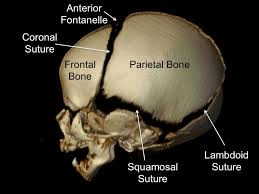 Anterior
Fontanelle
Coronal
Suture
Frontal
Bone
Parietal Bone
Squamosal
Suture
Lambdoid
Suture